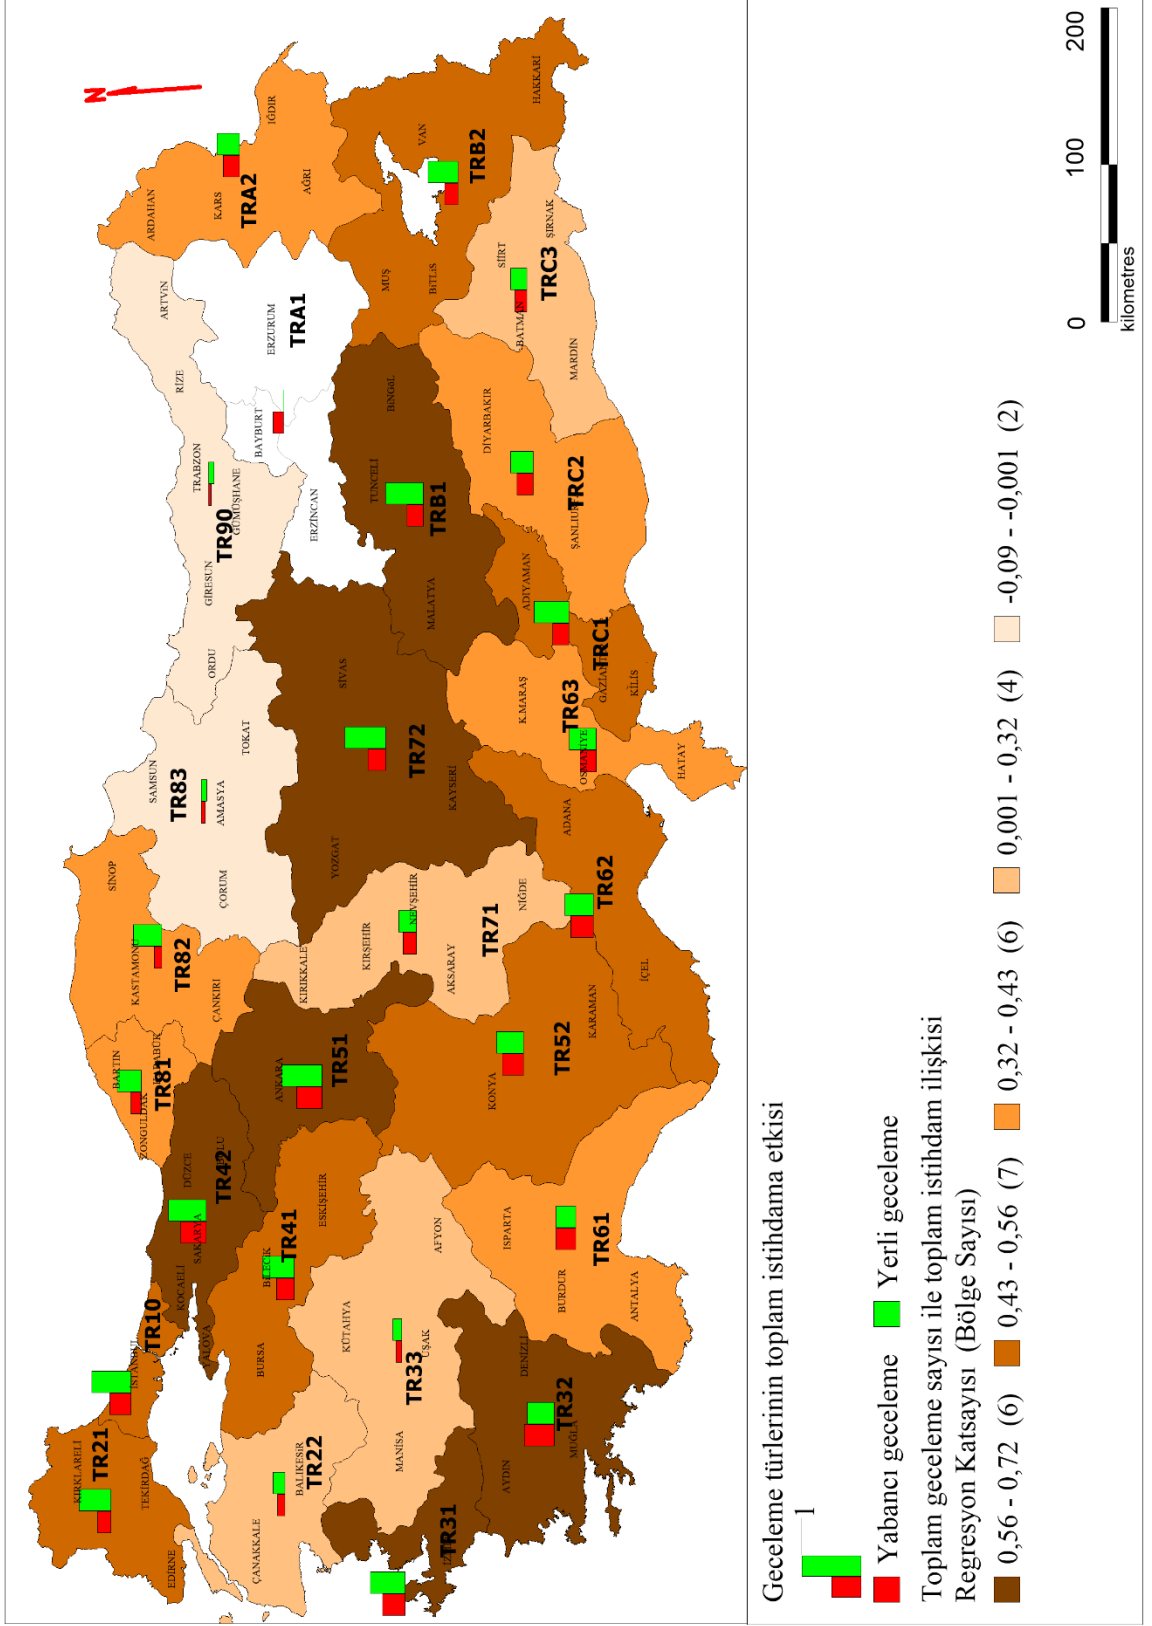 N
KIRKLARELİ
TR21
TEKİRDAĞ
EDİRNE
İSTANBUL
TR10
KOCAELİ
YALOVA
SAKARYA
DÜZCE
TR42
ZONGULDAK
BARTIN
TR81
KASTAMONU
TR82
ÇANKIRI
SİNOP
SAMSUN
TR83
AMASYA
TOKAT
ÇORUM
ORDU
GİRESUN
TR90
TRABZON
GÜMÜŞHANE
RİZE
ARTVİN
ARDAHAN
KARS
TRA2
IĞDIR
AĞRI
ERZURUM
TRA1
BAYBURT
ERZİNCAN
ÇANAKKALE
BALIKESİR
TR22
BURSA
BİLECİK
TR41
ESKİŞEHİR
ANKARA
TR51
KIRIKKALE
KIRŞEHİR
NEVŞEHİR
AKSARAY
TR71
NİĞDE
YOZGAT
SİVAS
TR72
KAYSERİ
MALATYA
TUNCELİ
TRB1
BİNGöL
MUŞ
BİTLİS
VAN
TRB2
HAKKARİ
KÜTAHYA
AFYON
UŞAK
TR33
MANİSA
TR31
AYDIN
DENİZLİ
MUĞLA
TR32
ISPARTA
BURDUR
TR61
ANTALYA
KONYA
TR52
KARAMAN
İÇEL
TR62
ADANA
K.MARAŞ
TR63
OSMANİYE
HATAY
ADIYAMAN
TRC1
KİLİS
DİYARBAKIR
TRC2
SİİRT
BATMAN
TRC3
ŞIRNAK
MARDİN
Geceleme türlerinin toplam istihdama etkisi
1
Yabancı geceleme Yerli geceleme
Toplam geceleme sayısı ile toplam istihdam ilişkisi
Regresyon Katsayısı (Bölge Sayısı)
0,56 - 0,72 (6) 0,43 - 0,56 (7) 0,32 - 0,43 (6) 0,001 - 0,32 (4) -0,09 - -0,001 (2)
0 100 200
kilometres